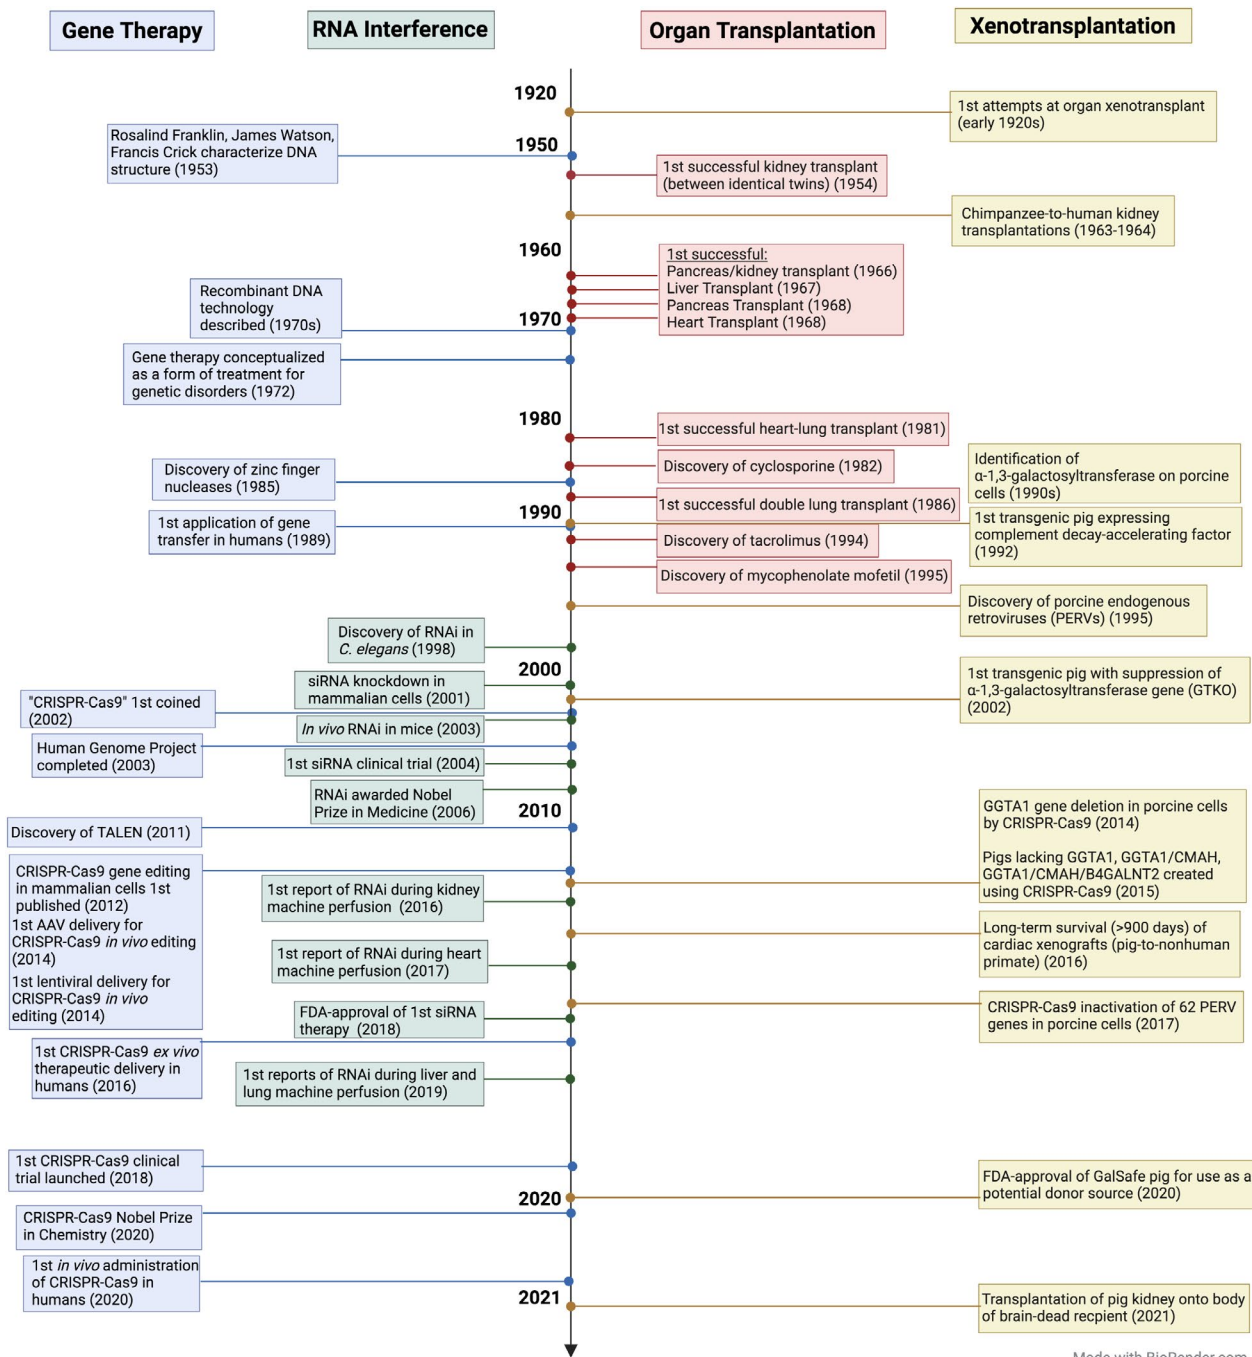 Gene Therapy
RNA Interference
Organ Transplantation
Xenotransplantation
1920
1st attempts at organ xenotransplant
(early 1920s)
Rosalind Franklin, James Watson,
Francis Crick characterize DNA
structure (1953)
1950
1st successful kidney transplant
(between identical twins) (1954)
Chimpanzee-to-human kidney
transplantations (1963-1964)
1960
1st successful:
Pancreas/kidney transplant (1966)
Liver Transplant (1967)
Pancreas Transplant (1968)
Heart Transplant (1968)
Recombinant DNA
technology
described (1970s)
1970
Gene therapy conceptualized
as a form of treatment for
genetic disorders (1972)
1980
1st successful heart-lung transplant (1981)
Discovery of cyclosporine (1982)
Identification of
α-1,3-galactosyltransferase on porcine
cells (1990s)
Discovery of zinc finger
nucleases (1985)
1st successful double lung transplant (1986)
1990
1st application of gene
transfer in humans (1989)
1st transgenic pig expressing
complement decay-accelerating factor
(1992)
Discovery of tacrolimus (1994)
Discovery of mycophenolate mofetil (1995)
Discovery of porcine endogenous
retroviruses (PERVs) (1995)
Discovery of RNAi in
C. elegans (1998)
2000
siRNA knockdown in
mammalian cells (2001)
1st transgenic pig with suppression of
α-1,3-galactosyltransferase gene (GTKO)
(2002)
"CRISPR-Cas9" 1st coined
(2002)
In vivo RNAi in mice (2003)
Human Genome Project
completed (2003)
1st siRNA clinical trial (2004)
RNAi awarded Nobel
Prize in Medicine (2006)
2010
Discovery of TALEN (2011)
GGTA1 gene deletion in porcine cells
by CRISPR-Cas9 (2014)
Pigs lacking GGTA1, GGTA1/CMAH,
GGTA1/CMAH/B4GALNT2 created
using CRISPR-Cas9 (2015)
CRISPR-Cas9 gene editing
in mammalian cells 1st
published (2012)
1st AAV delivery for
CRISPR-Cas9 in vivo editing
(2014)
1st lentiviral delivery for
CRISPR-Cas9 in vivo
editing (2014)
1st report of RNAi during kidney
machine perfusion (2016)
Long-term survival (>900 days) of
cardiac xenografts (pig-to-nonhuman
primate) (2016)
1st report of RNAi during heart
machine perfusion (2017)
FDA-approval of 1st siRNA
therapy (2018)
CRISPR-Cas9 inactivation of 62 PERV
genes in porcine cells (2017)
1st CRISPR-Cas9 ex vivo
therapeutic delivery in
humans (2016)
1st reports of RNAi during liver and
lung machine perfusion (2019)
1st CRISPR-Cas9 clinical
trial launched (2018)
FDA-approval of GalSafe pig for use as a
potential donor source (2020)
2020
CRISPR-Cas9 Nobel Prize
in Chemistry (2020)
1st in vivo administration
of CRISPR-Cas9 in
humans (2020)
2021
Transplantation of pig kidney onto body
of brain-dead recpient (2021)
Made with BioRender.com